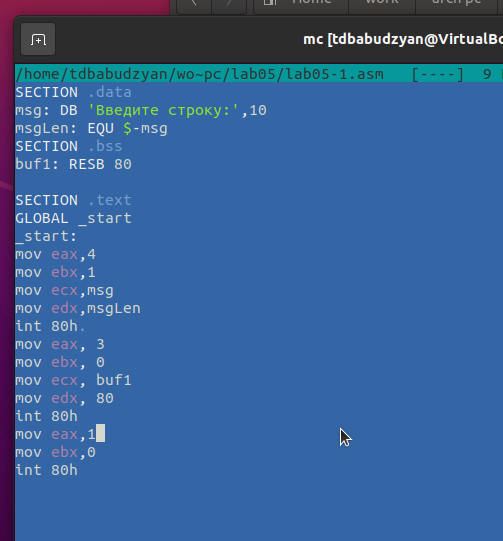 Home work arch pc
mc [tdbabudzyan@VirtualBo
/home/tdbabudzyan/wo~pc/lab05/lab05-1.asm [----] 9
SECTION .data
msg: DB 'Введите строку:',10
msgLen: EQU $-msg
SECTION .bss
buf1: RESB 80
SECTION .text
GLOBAL _start
_start:
mov eax,4
mov ebx,1
mov ecx,msg
mov edx,msgLen
int 80h.
mov eax, 3
mov ebx, 0
mov ecx, buf1
mov edx, 80
int 80h
mov eax,1
mov ebx,0
int 80h